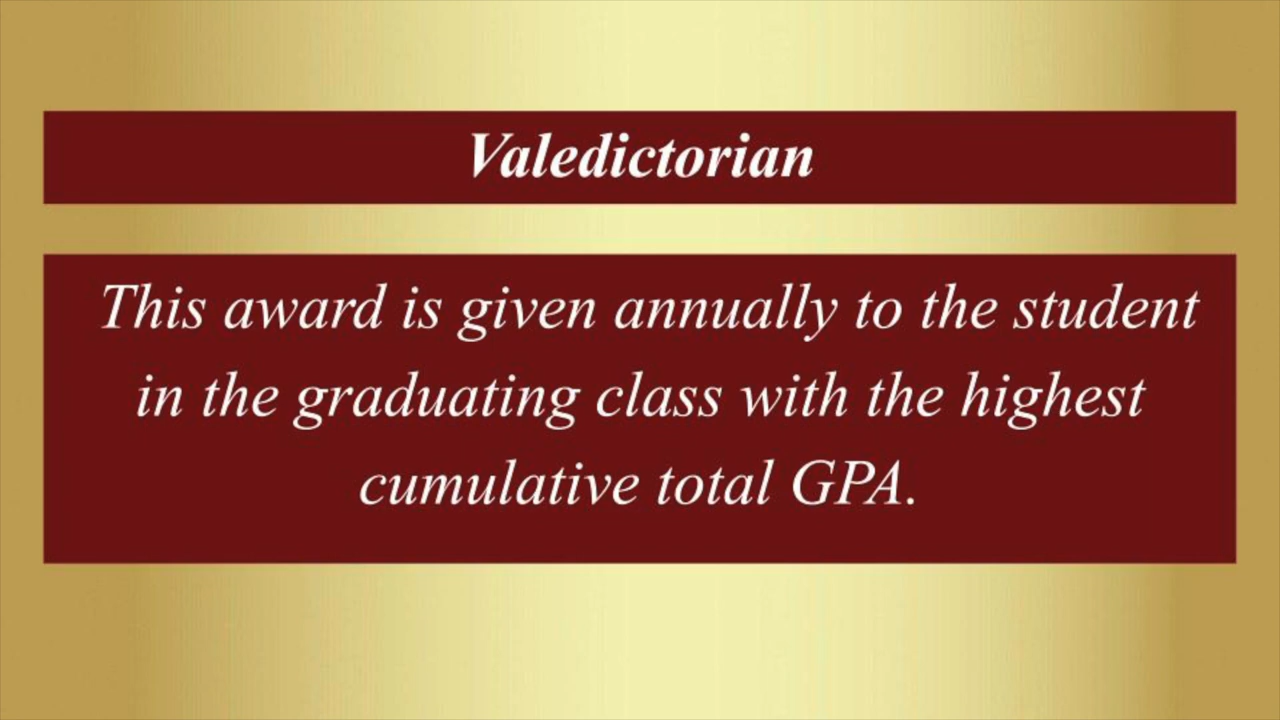 Valedictorian
This award is given annually to the student
in the graduating class with the highest
cumulative total GPA.